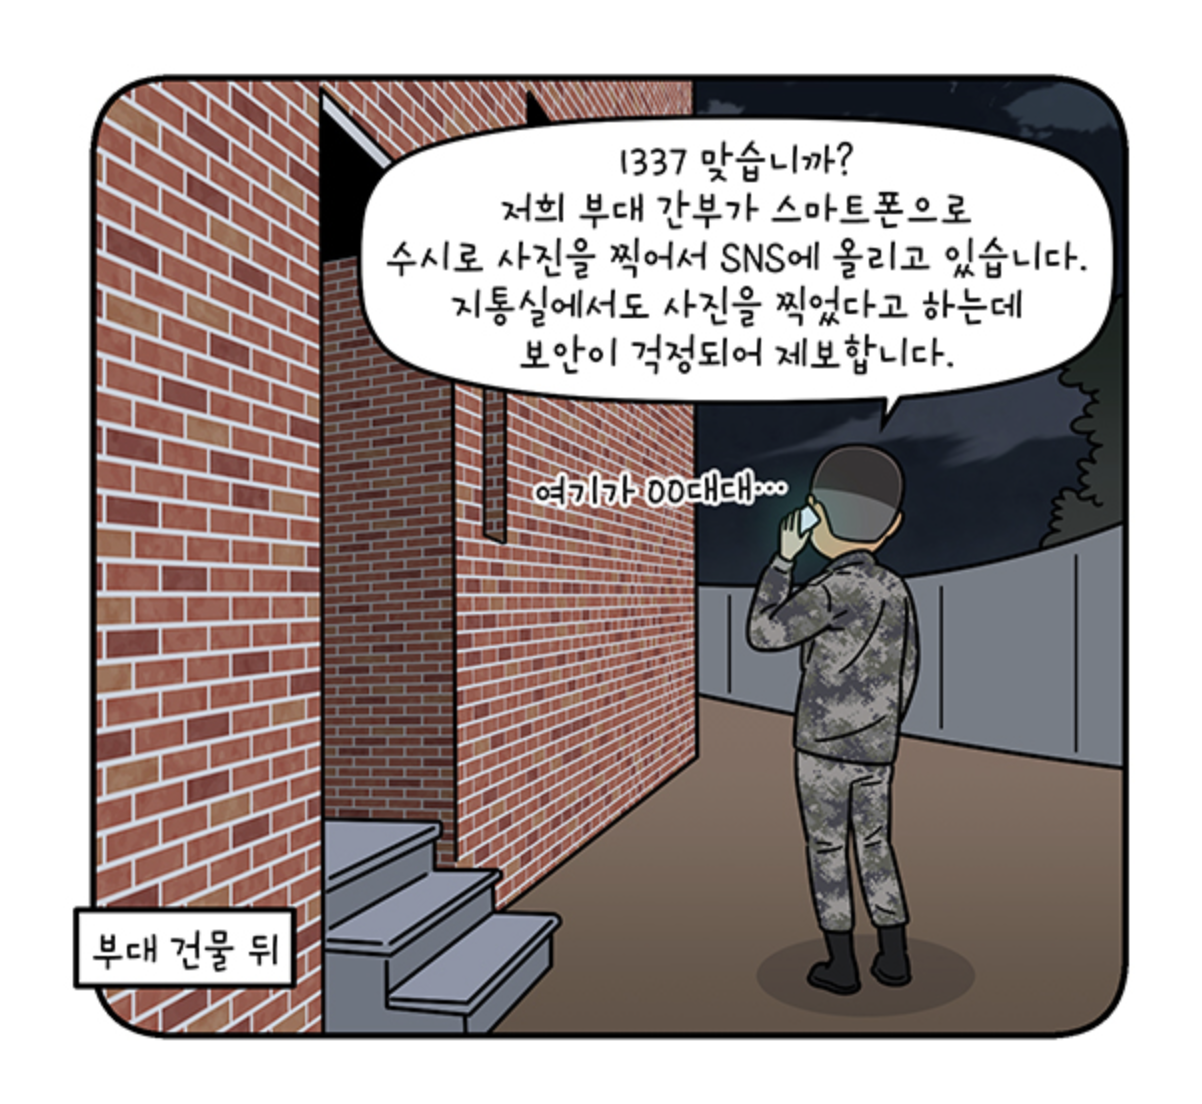 1337 맞습니까?
저희 부대 간부가 스마트폰으로
수시로 사진을 찍어서 SNS에 올리고 있습니다.
지통실에서도 사진을 찍었다고 하는데
보안이 걱정되어 제보합니다.
여기가 OO대대…
부대 건물 뒤